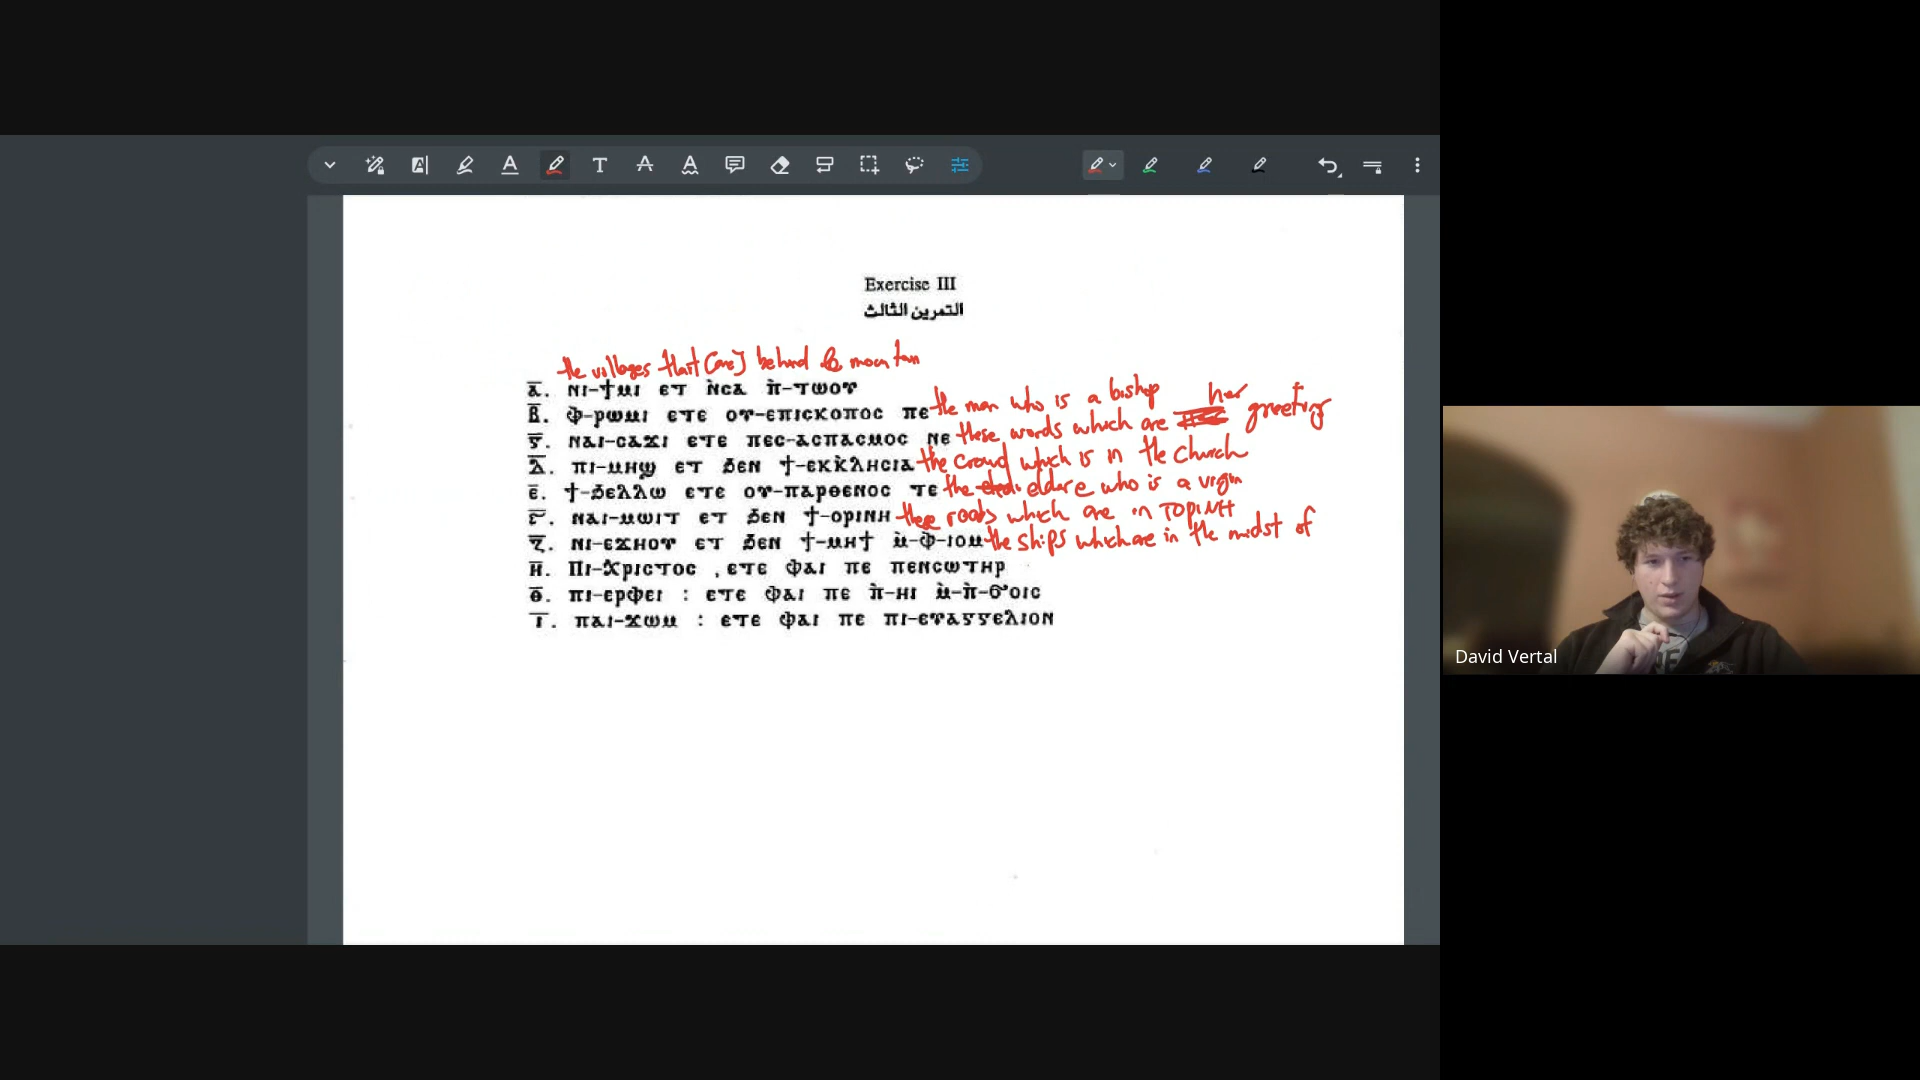 Exercise III
التمرين الثالث
the villages that [are] behind the mountain
ⲁ̅. ⲛⲓ-ϯⲙⲓ ⲉⲧ ⲛ̀ⲥⲁ ⲡ̀-ⲧⲱⲟⲩ
ⲃ̅. ⲫ̀-ⲣⲱⲙⲓ ⲉⲧⲉ ⲟⲩ-ⲉⲡⲓⲥⲕⲟⲡⲟⲥ ⲡⲉ the man who is a bishop
ⲅ̅. ⲛⲁⲓ-ⲥⲁϫⲓ ⲉⲧⲉ ⲡⲉⲥ-ⲁⲥⲡⲁⲥⲙⲟⲥ ⲛⲉ these words which are her greeting
ⲇ̅. ⲡⲓ-ⲙⲏϣ ⲉⲧ ϧⲉⲛ ϯ-ⲉⲕⲕ̀ⲗⲏⲥⲓⲁ the crowd which is in the church
ⲉ̅. ϯ-ϧⲉⲗⲗⲱ ⲉⲧⲉ ⲟⲩ-ⲡⲁⲣⲑⲉⲛⲟⲥ ⲧⲉ the who is a virgin
ⲋ̅. ⲛⲁⲓ-ⲙⲱⲓⲧ ⲉⲧ ϧⲉⲛ ϯ-ⲟⲣⲓⲛⲏ these roads which are in
ⲍ̅. ⲛⲓ-ⲉϫⲏⲟⲩ ⲉⲧ ϧⲉⲛ ϯ-ⲙⲏϯ ⲙ̀-ⲫ̀-ⲓⲟⲙ the ships which are in the midst of
ⲏ̅. Ⲡⲓ-Ⲭ̀ⲣⲓⲥⲧⲟⲥ , ⲉⲧⲉ ⲫⲁⲓ ⲡⲉ ⲡⲉⲛⲥⲱⲧⲏⲣ
ⲑ̅. ⲡⲓ-ⲉⲣⲫⲉⲓ : ⲉⲧⲉ ⲫⲁⲓ ⲡⲉ ⲡ̀-ⲏⲓ ⲙ̀-ⲡ̀-ϭⲟⲓⲥ
ⲓ̅. ⲡⲁⲓ-ϫⲱⲙ : ⲉⲧⲉ ⲫⲁⲓ ⲡⲉ ⲡⲓ-ⲉⲩⲁⲅⲅⲉⲗⲓⲟⲛ
David Vertal